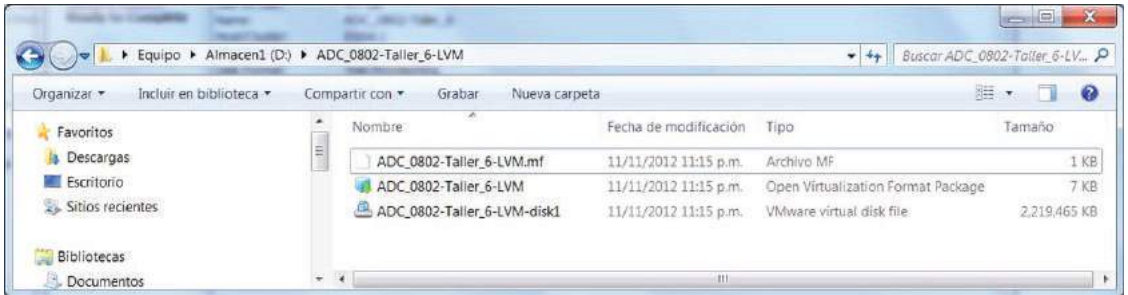 Equipo ▸ Almacen1 (D:) ▸ ADC_0802-Taller_6-LVM
Buscar ADC_0802-Taller_6-LV...
Organizar Incluir en biblioteca Compartir con Grabar Nueva carpeta
Favoritos
Descargas
Escritorio
Sitios recientes
Bibliotecas
Documentos
Nombre Fecha de modificación Tipo Tamaño
ADC_0802-Taller_6-LVM.mf 11/11/2012 11:15 p.m. Archivo MF 1 KB
ADC_0802-Taller_6-LVM 11/11/2012 11:15 p.m. Open Virtualization Format Package 7 KB
ADC_0802-Taller_6-LVM-disk1 11/11/2012 11:15 p.m. VMware virtual disk file 2,219,465 KB